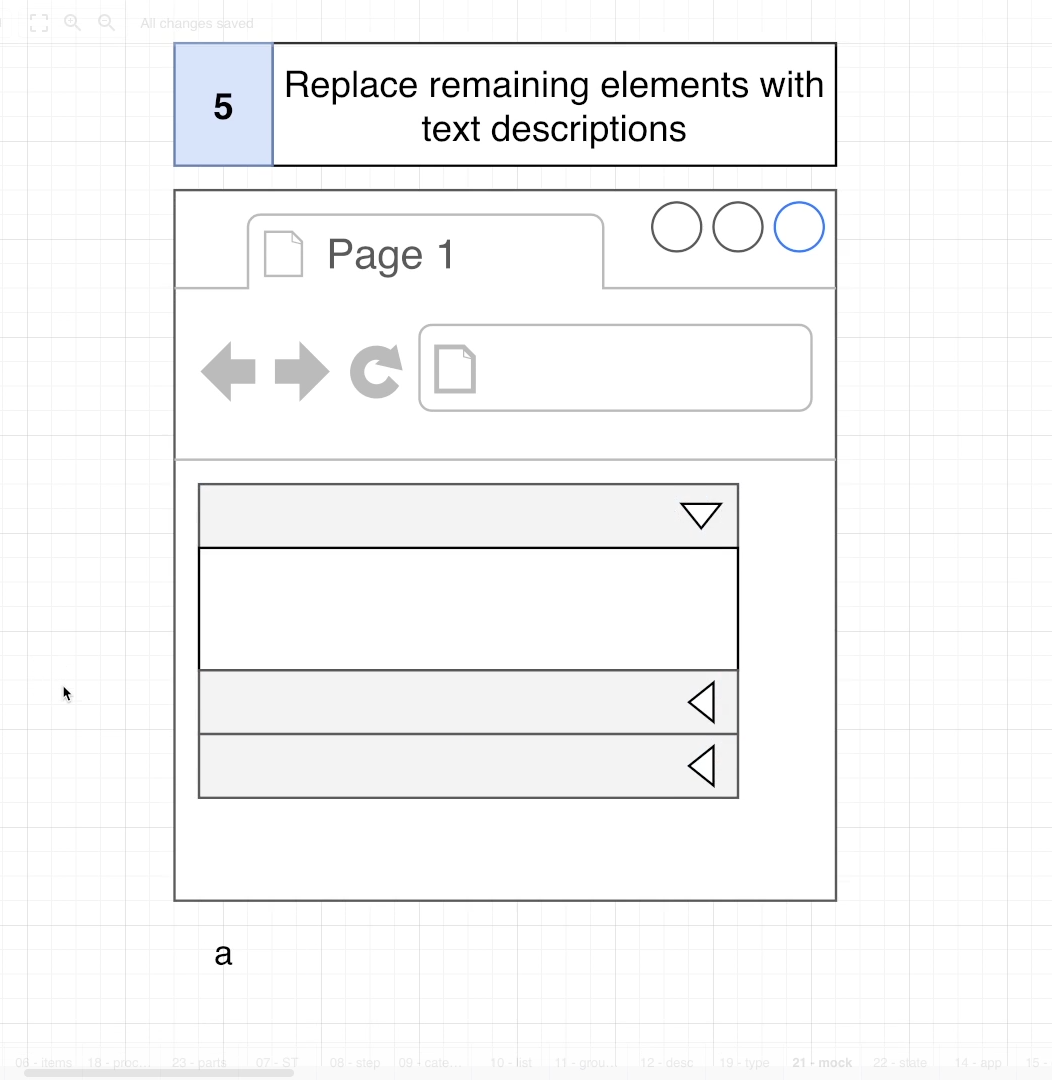 All changes saved
5
Replace remaining elements with
text descriptions
Page 1
a
06 - items 18 - proc... 23 - parts 07 - ST 08 - step 09 - cate... 10 - list 11 - grou... 12 - desc 19 - type 21 - mock 22 - state 14 - app 15 -